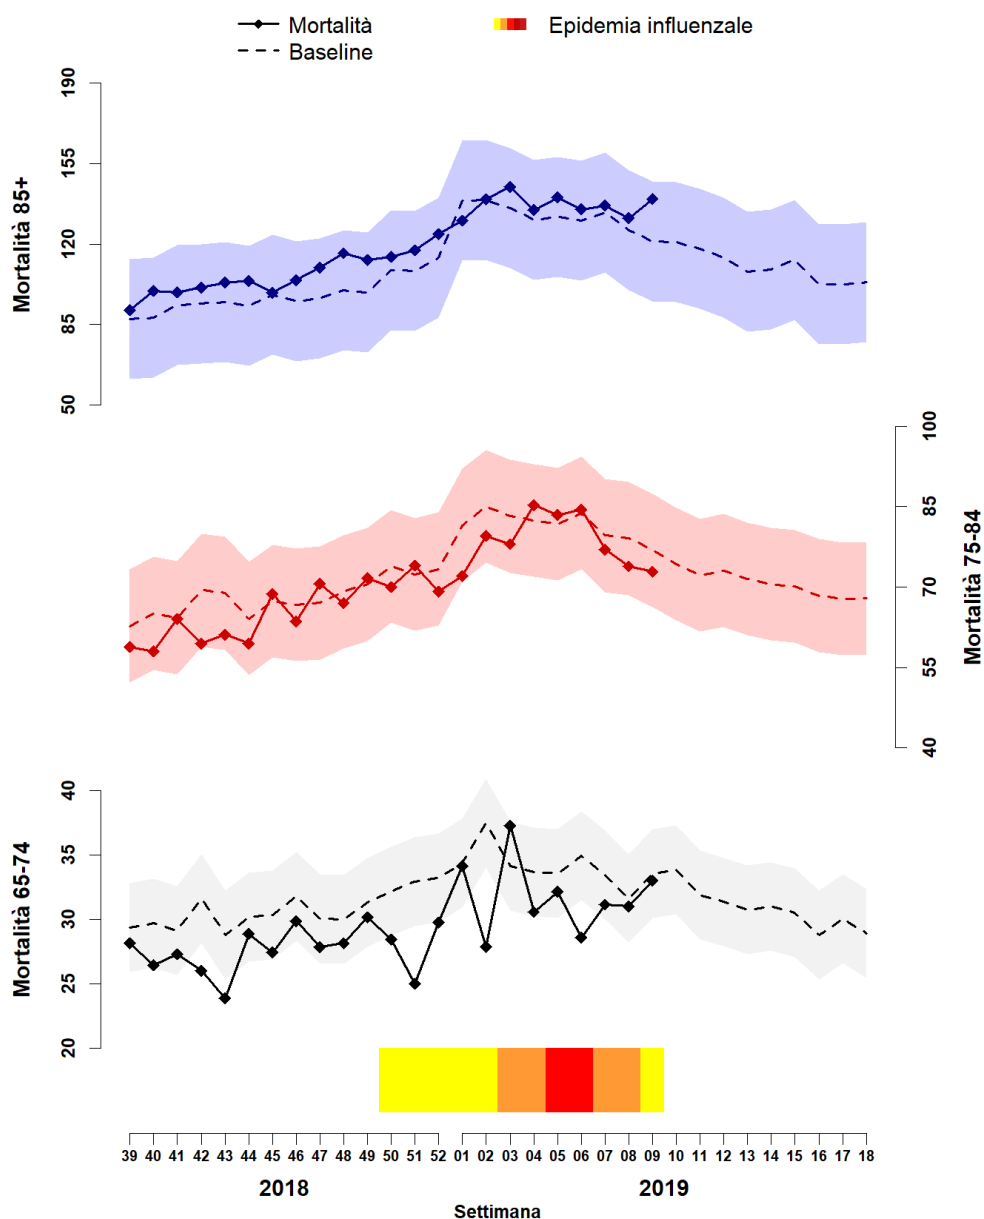 Mortalità
Baseline
Epidemia influenzale
Mortalità 85+
190
155
120
85
50
Mortalità 75-84
100
85
70
55
40
Mortalità 65-74
40
35
30
25
20
39 40 41 42 43 44 45 46 47 48 49 50 51 52 01 02 03 04 05 06 07 08 09 10 11 12 13 14 15 16 17 18
2018 2019
Settimana